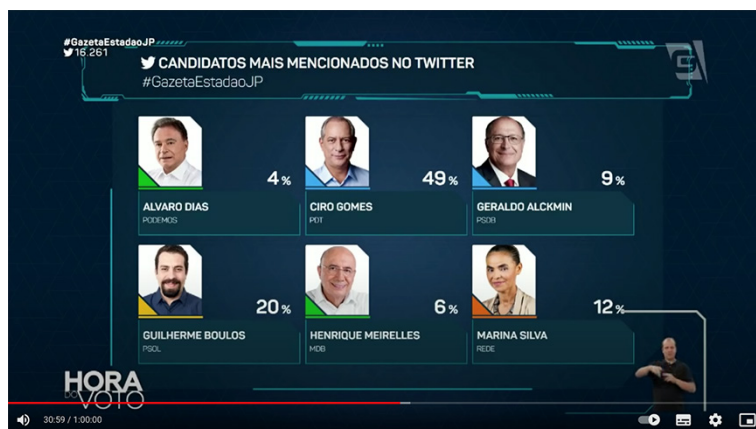 #GazetaEstadaoJP
16.261
CANDIDATOS MAIS MENCIONADOS NO TWITTER
#GazetaEstadaoJP
4%
ALVARO DIAS
PODEMOS
49%
CIRO GOMES
PDT
9%
GERALDO ALCKMIN
PSDB
20%
GUILHERME BOULOS
PSOL
6%
HENRIQUE MEIRELLES
MDB
12%
MARINA SILVA
REDE
HORA
DO VOTO
30:59 / 1:00:00